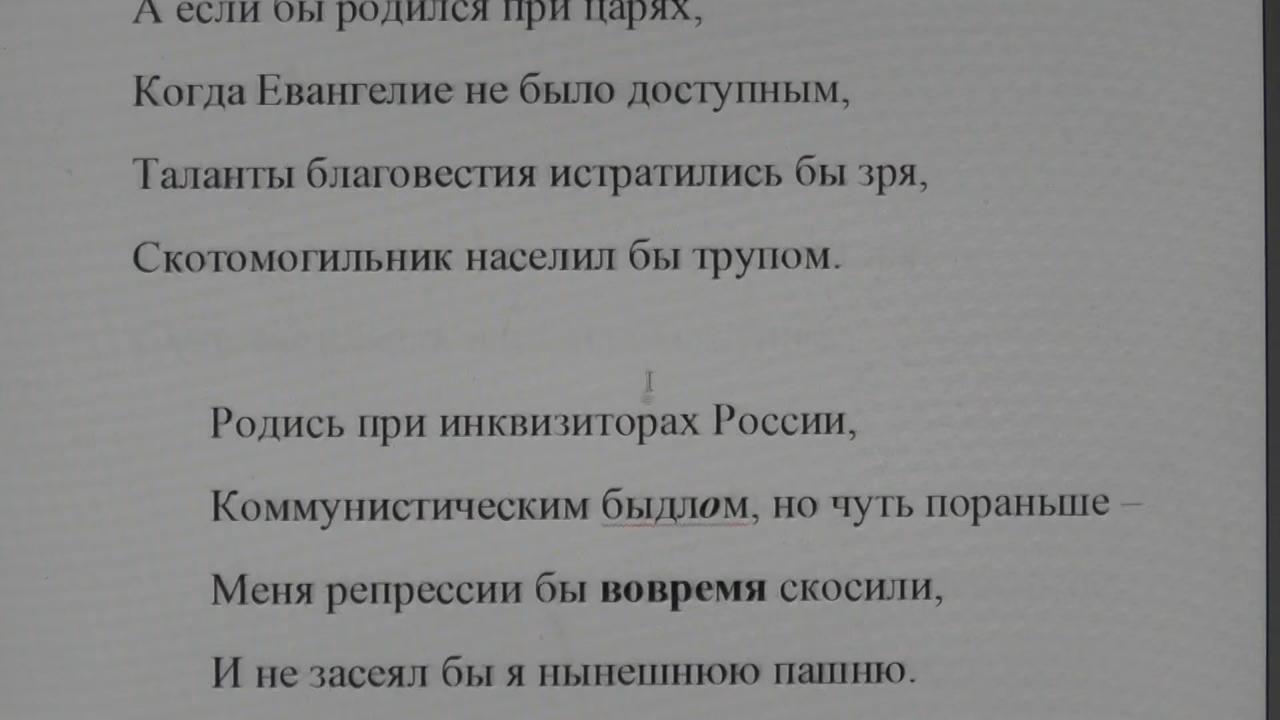 А если бы родился при царях,
Когда Евангелие не было доступным,
Таланты благовестия истратились бы зря,
Скотомогильник населил бы трупом.
Родись при инквизиторах России,
Коммунистическим быдлом, но чуть пораньше –
Меня репрессии бы вовремя скосили,
И не засеял бы я нынешнюю пашню.